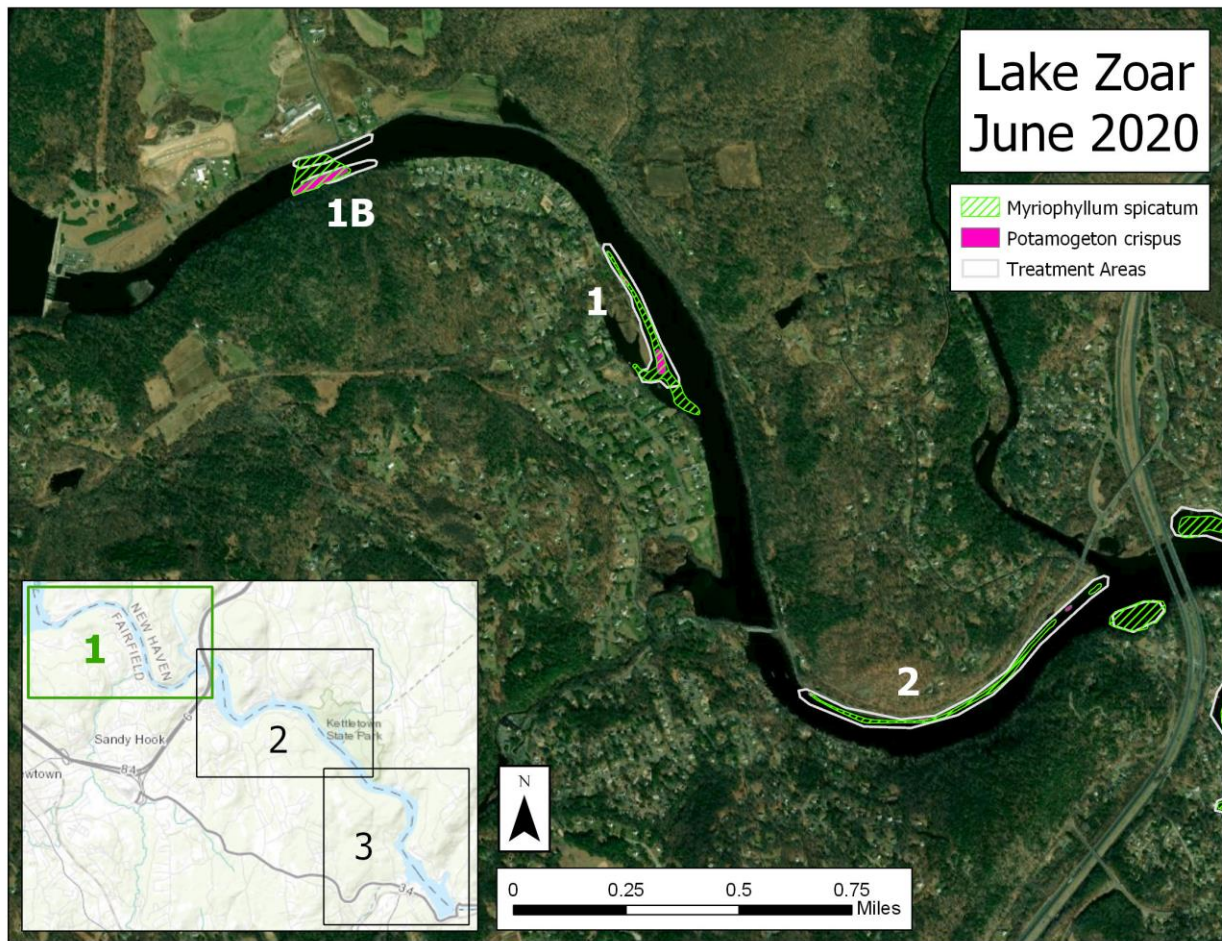 Lake Zoar
June 2020
Myriophyllum spicatum
Potamogeton crispus
Treatment Areas
1B
1
2
1
NEW HAVEN
FAIRFIELD
2
Kettletown
State Park
Sandy Hook
ewtown
84
3
34
N
0 0.25 0.5 0.75
Miles